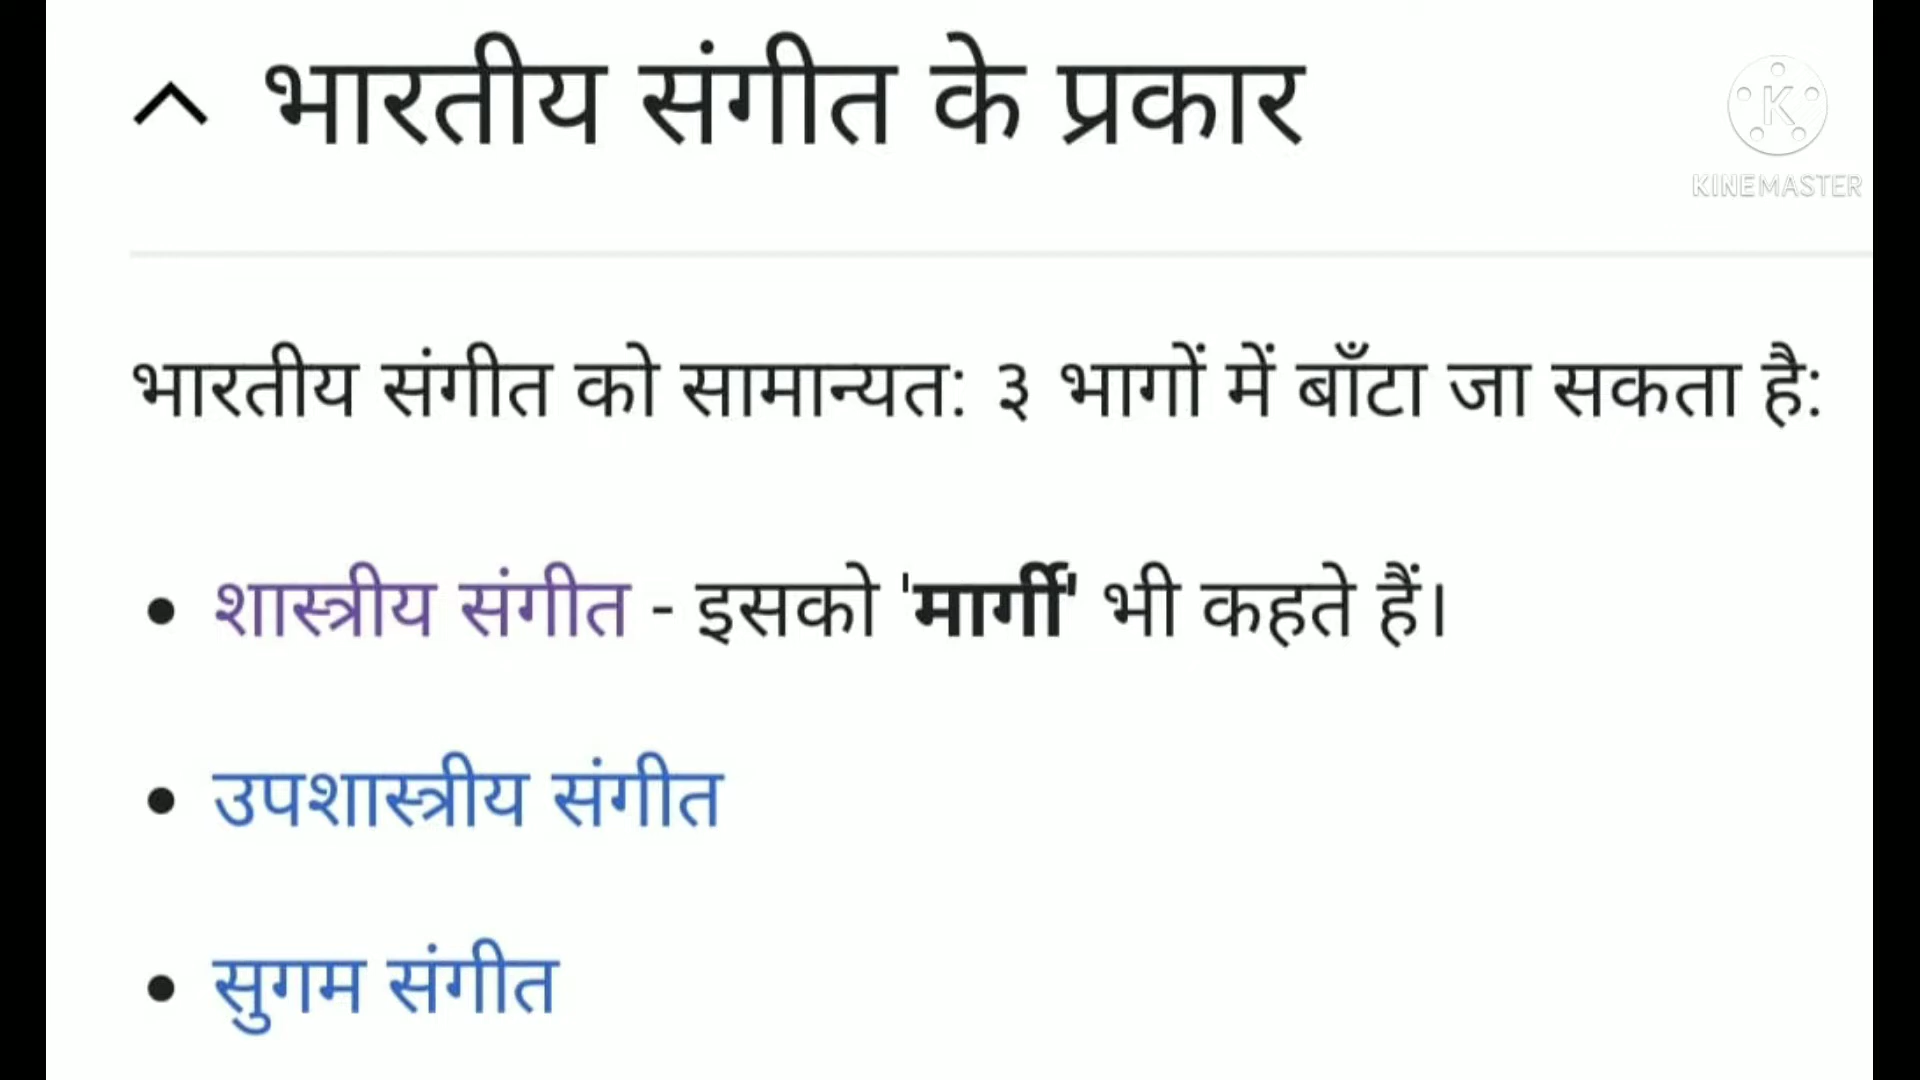 भारतीय संगीत के प्रकार
K
KINEMASTER
भारतीय संगीत को सामान्यत: ३ भागों में बाँटा जा सकता है:
• शास्त्रीय संगीत - इसको 'मार्गी' भी कहते हैं।
• उपशास्त्रीय संगीत
• सुगम संगीत